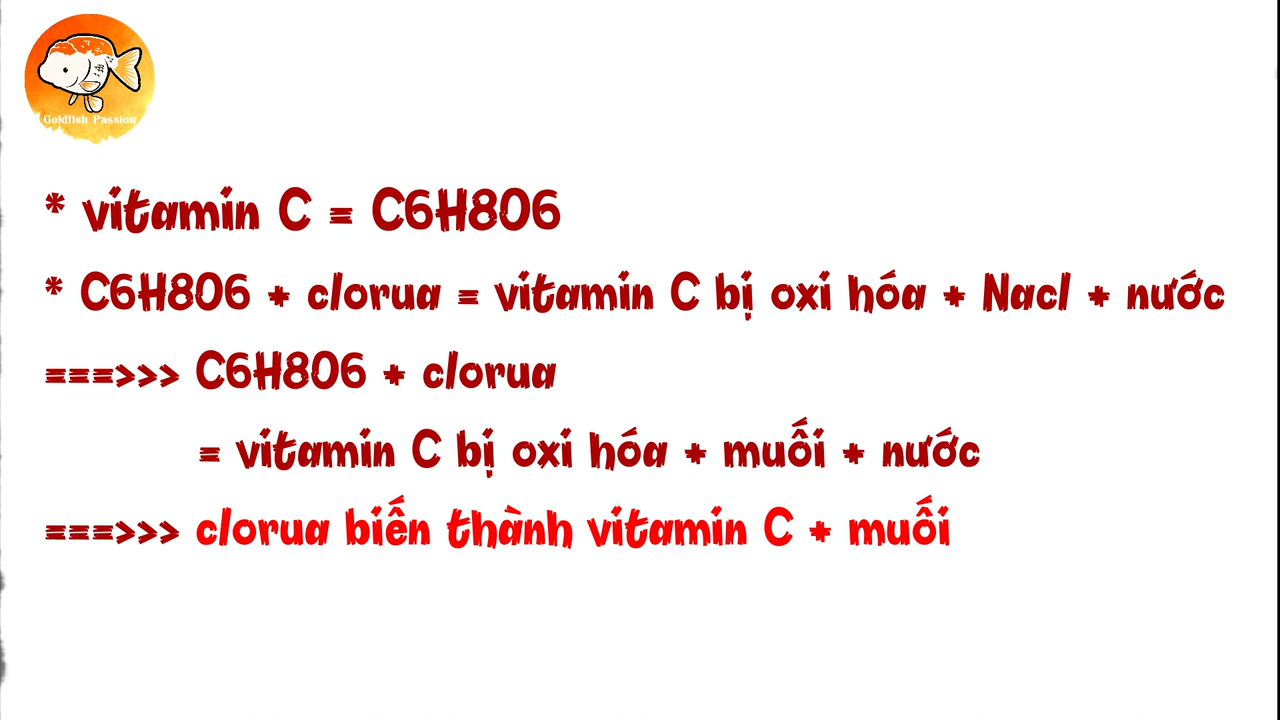 Goldfish Passion
* vitamin C = C6H8O6
* C6H8O6 + clorua = vitamin C bị oxi hóa + Nacl + nước
===>>> C6H8O6 + clorua
= vitamin C bị oxi hóa + muối + nước
===>>> clorua biến thành vitamin C + muối